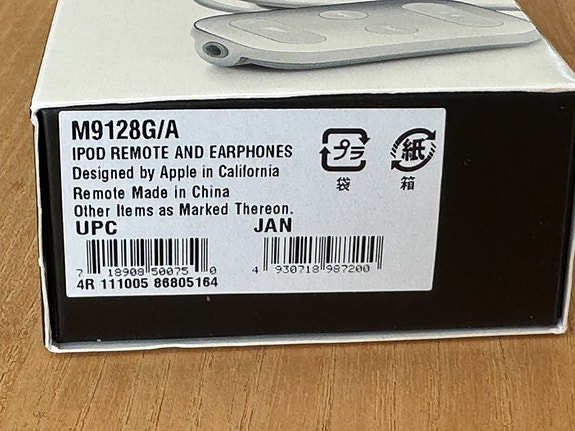 M9128G/A
IPOD REMOTE AND EARPHONES
Designed by Apple in California
Remote Made in China
Other Items as Marked Thereon.
プラ
袋
紙
箱
UPC
7 18908 50075 0
4R 111005 86805164
JAN
4 930718 987200